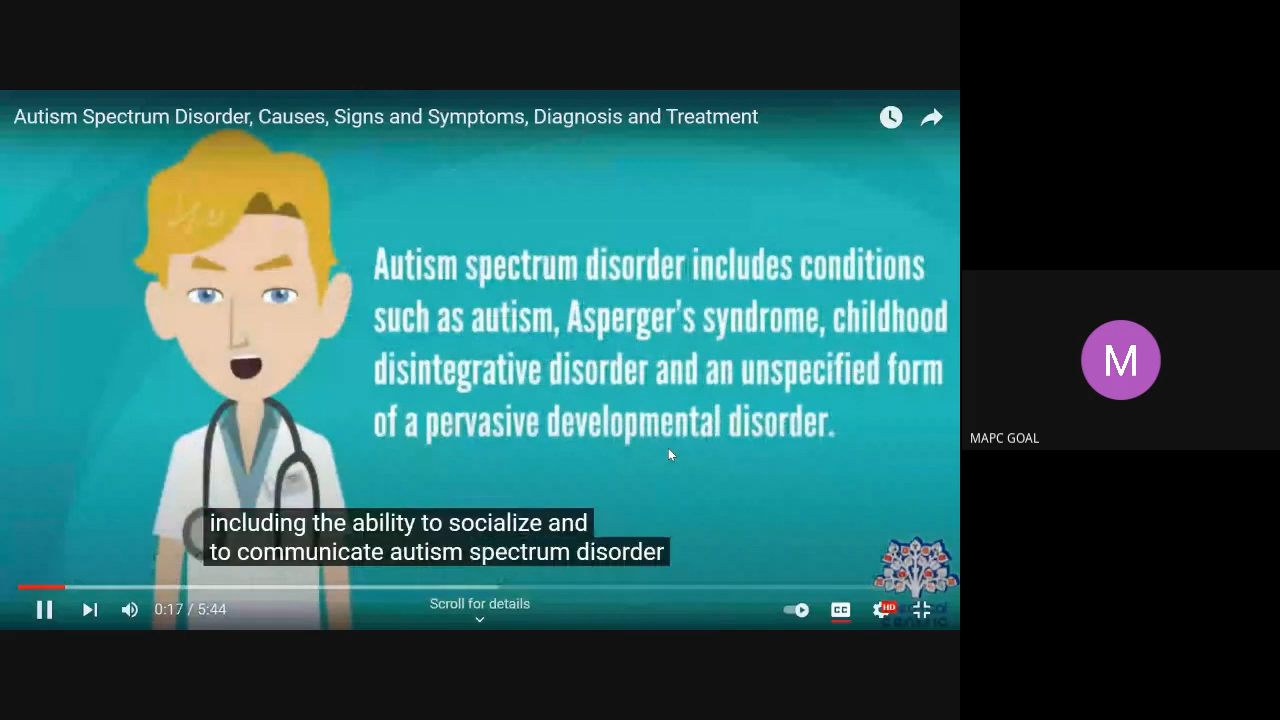 Autism Spectrum Disorder, Causes, Signs and Symptoms, Diagnosis and Treatment
Autism spectrum disorder includes conditions
such as autism, Asperger's syndrome, childhood
disintegrative disorder and an unspecified form
of a pervasive developmental disorder.
including the ability to socialize and
to communicate autism spectrum disorder
0:17 / 5:44
Scroll for details
CC
HD
M
MAPC GOAL